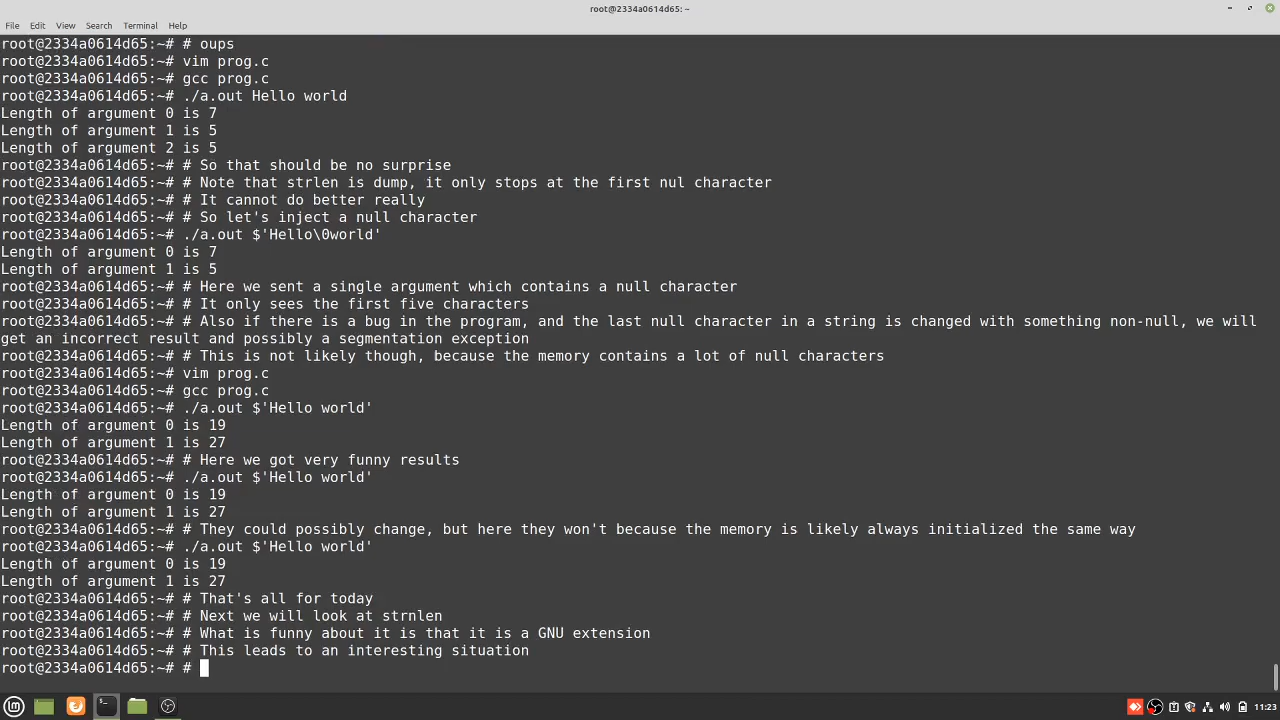 root@2334a0614d65: ~
File Edit View Search Terminal Help
root@2334a0614d65:~# # oups
root@2334a0614d65:~# vim prog.c
root@2334a0614d65:~# gcc prog.c
root@2334a0614d65:~# ./a.out Hello world
Length of argument 0 is 7
Length of argument 1 is 5
Length of argument 2 is 5
root@2334a0614d65:~# # So that should be no surprise
root@2334a0614d65:~# # Note that strlen is dump, it only stops at the first nul character
root@2334a0614d65:~# # It cannot do better really
root@2334a0614d65:~# # So let's inject a null character
root@2334a0614d65:~# ./a.out $'Hello\0world'
Length of argument 0 is 7
Length of argument 1 is 5
root@2334a0614d65:~# # Here we sent a single argument which contains a null character
root@2334a0614d65:~# # It only sees the first five characters
root@2334a0614d65:~# # Also if there is a bug in the program, and the last null character in a string is changed with something non-null, we will
get an incorrect result and possibly a segmentation exception
root@2334a0614d65:~# # This is not likely though, because the memory contains a lot of null characters
root@2334a0614d65:~# vim prog.c
root@2334a0614d65:~# gcc prog.c
root@2334a0614d65:~# ./a.out $'Hello world'
Length of argument 0 is 19
Length of argument 1 is 27
root@2334a0614d65:~# # Here we got very funny results
root@2334a0614d65:~# ./a.out $'Hello world'
Length of argument 0 is 19
Length of argument 1 is 27
root@2334a0614d65:~# # They could possibly change, but here they won't because the memory is likely always initialized the same way
root@2334a0614d65:~# ./a.out $'Hello world'
Length of argument 0 is 19
Length of argument 1 is 27
root@2334a0614d65:~# # That's all for today
root@2334a0614d65:~# # Next we will look at strnlen
root@2334a0614d65:~# # What is funny about it is that it is a GNU extension
root@2334a0614d65:~# # This leads to an interesting situation
root@2334a0614d65:~# #
11:23